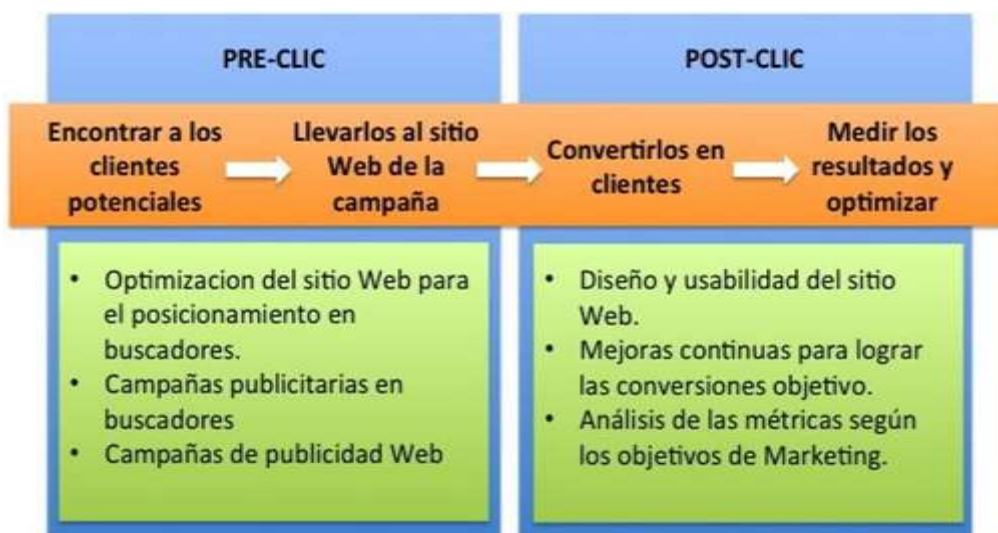 PRE-CLIC
POST-CLIC
Encontrar a los
clientes
potenciales
Llevarlos al sitio
Web de la
campaña
Convertirlos en
clientes
Medir los
resultados y
optimizar
• Optimizacion del sitio Web para
el posicionamiento en
buscadores.
• Campañas publicitarias en
buscadores
• Campañas de publicidad Web
• Diseño y usabilidad del sitio
Web.
• Mejoras continuas para lograr
las conversiones objetivo.
• Análisis de las métricas según
los objetivos de Marketing.